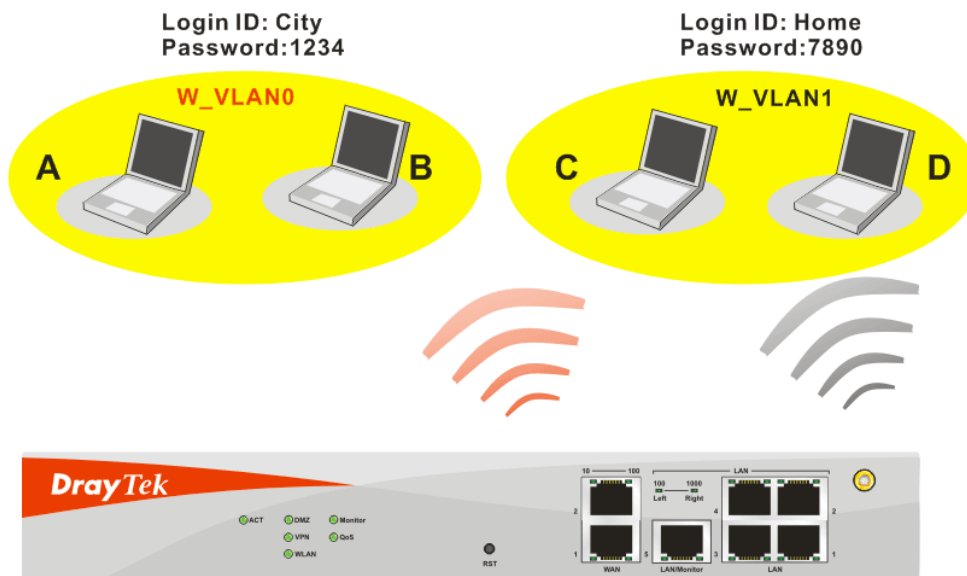 Login ID: City
Password:1234
Login ID: Home
Password:7890
W_VLAN0
W_VLAN1
A
B
C
D
DrayTek
ACT
DMZ
Monitor
VPN
QoS
WLAN
RST
10
100
2
1
WAN
LAN
100
1000
Left
Right
5
LAN/Monitor
4
2
3
1
LAN